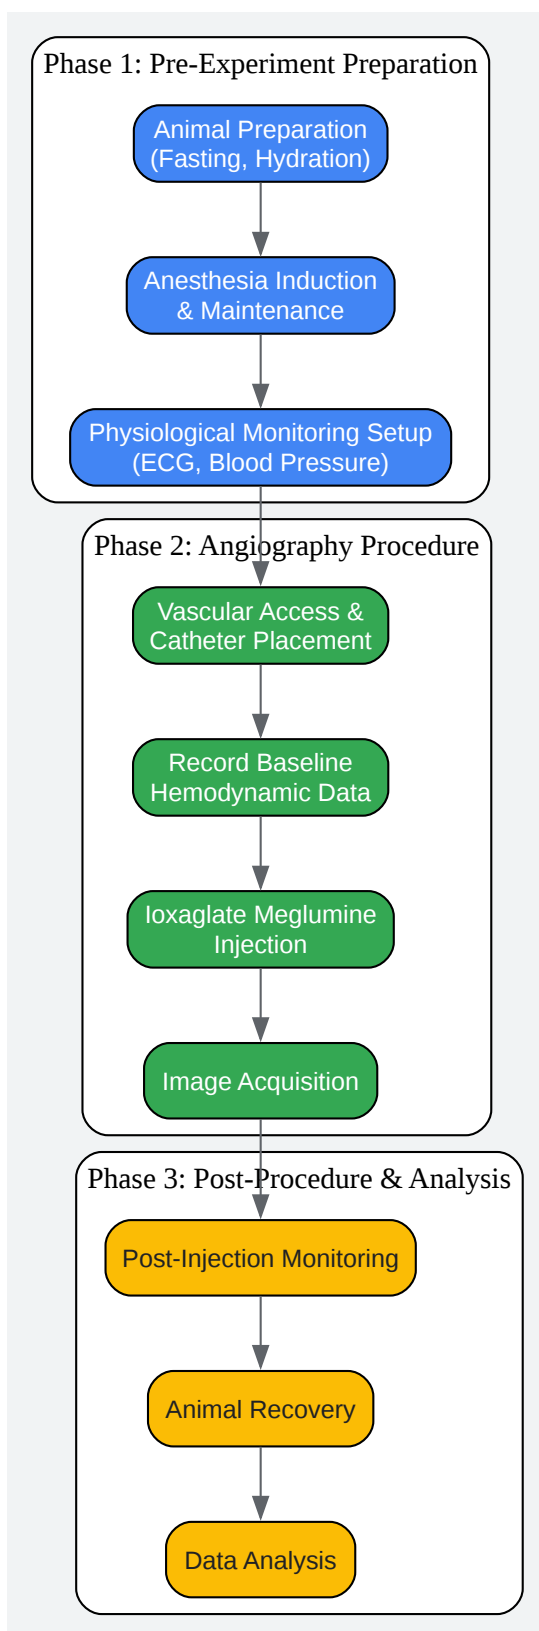 Phase 1: Pre-Experiment Preparation
Animal Preparation
(Fasting, Hydration)
Anesthesia Induction
& Maintenance
Physiological Monitoring Setup
(ECG, Blood Pressure)
Phase 2: Angiography Procedure
Vascular Access &
Catheter Placement
Record Baseline
Hemodynamic Data
Ioxaglate Meglumine
Injection
Image Acquisition
Phase 3: Post-Procedure & Analysis
Post-Injection Monitoring
Animal Recovery
Data Analysis